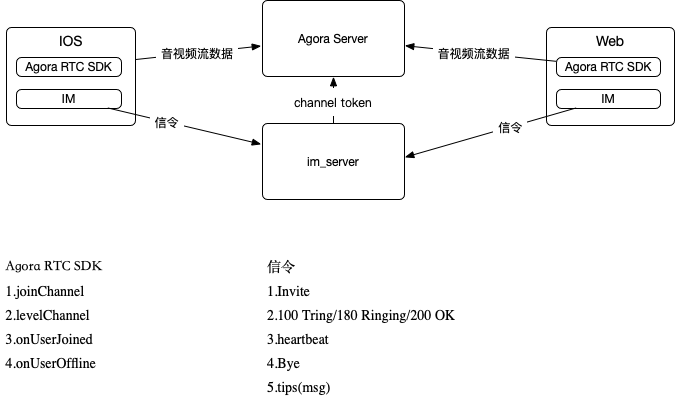 IOS
Agora RTC SDK
IM
音视频流数据
Agora Server
音视频流数据
Web
Agora RTC SDK
IM
channel token
信令
信令
im_server
Agora RTC SDK
1.joinChannel
2.levelChannel
3.onUserJoined
4.onUserOffline
信令
1.Invite
2.100 Tring/180 Ringing/200 OK
3.heartbeat
4.Bye
5.tips(msg)